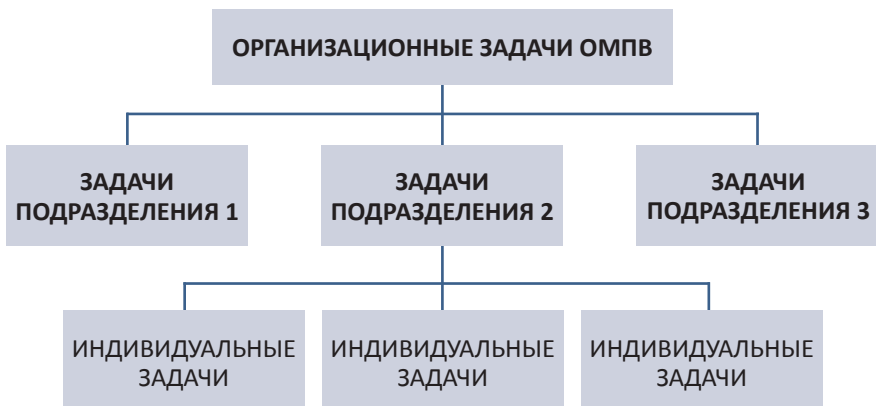 ОРГАНИЗАЦИОННЫЕ ЗАДАЧИ ОМПВ
ЗАДАЧИ
ПОДРАЗДЕЛЕНИЯ 1
ЗАДАЧИ
ПОДРАЗДЕЛЕНИЯ 2
ЗАДАЧИ
ПОДРАЗДЕЛЕНИЯ 3
ИНДИВИДУАЛЬНЫЕ
ЗАДАЧИ
ИНДИВИДУАЛЬНЫЕ
ЗАДАЧИ
ИНДИВИДУАЛЬНЫЕ
ЗАДАЧИ